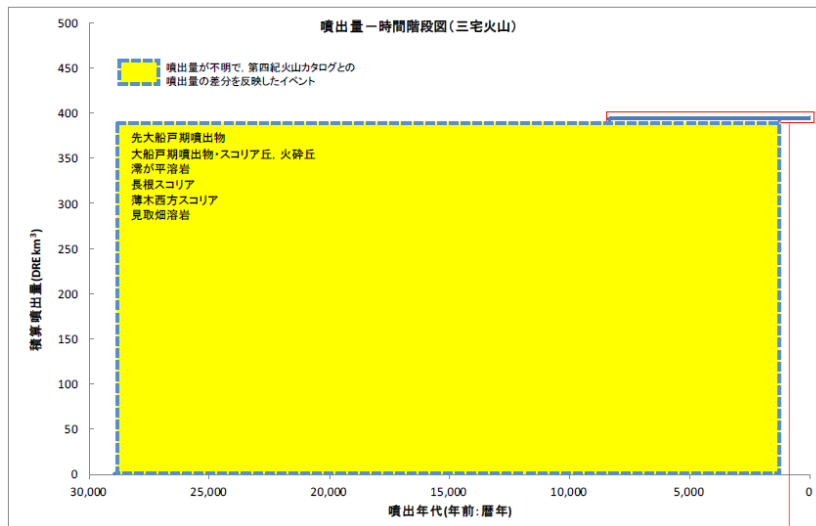 噴出量－時間階段図（三宅火山）
噴出量が不明で，第四紀火山カタログとの
噴出量の差分を反映したイベント
先大船戸期噴出物
大船戸期噴出物・スコリア丘，火砕丘
澪が平溶岩
長根スコリア
薄木西方スコリア
見取畑溶岩
積算噴出量(DREkm³)
500
450
400
350
300
250
200
150
100
50
0
30,000 25,000 20,000 15,000 10,000 5,000 0
噴出年代(年前：暦年)